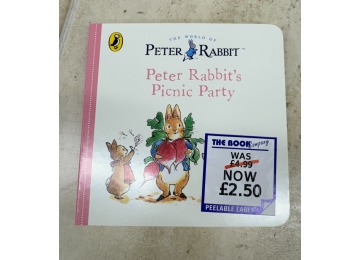 THE WORLD OF
PETER RABBIT
Peter Rabbit's
Picnic Party
THE BOOK Company
WAS
£4.99
NOW
£2.50
PEELABLE LABEL